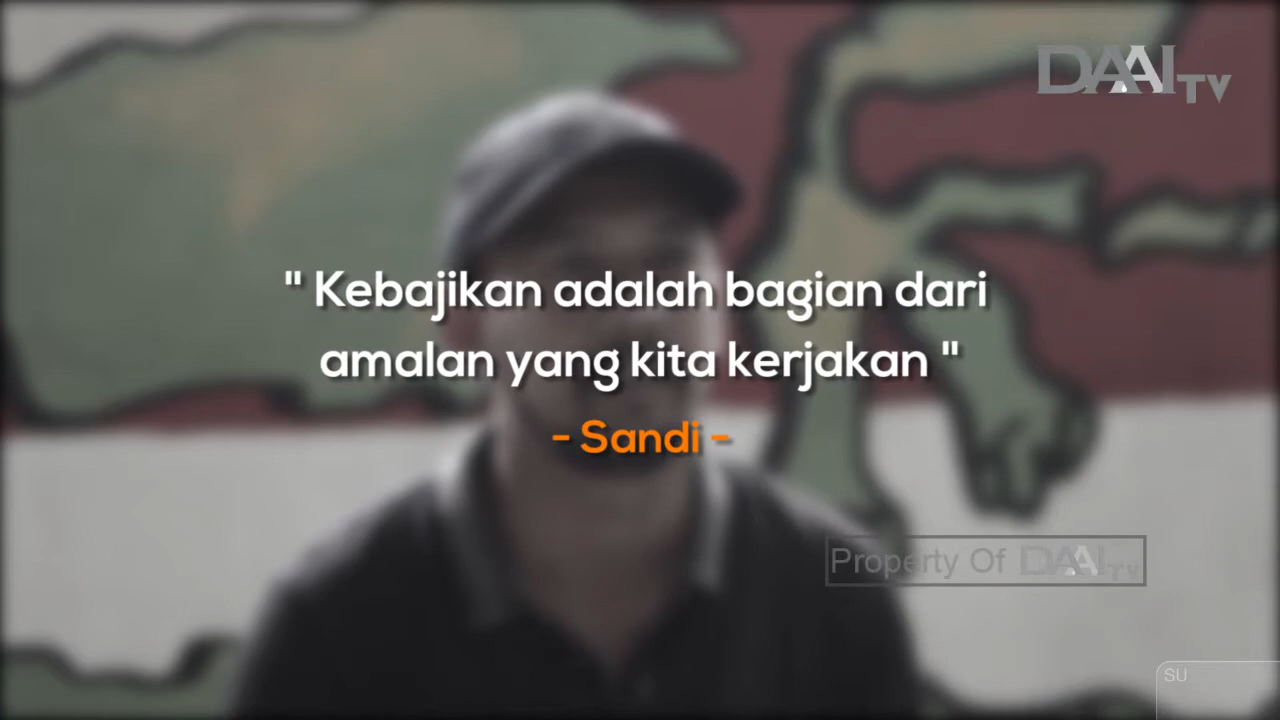 DAAI TV
" Kebajikan adalah bagian dari
amalan yang kita kerjakan "
- Sandi -
Property Of DAAI TV
SU